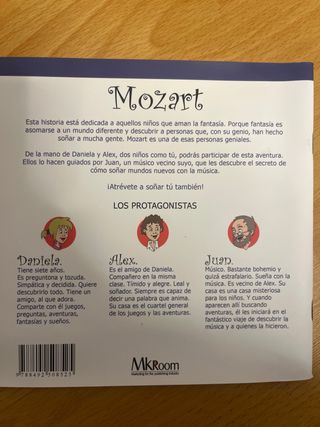 Mozart
Esta historia está dedicada a aquellos niños que aman la fantasía. Porque fantasía es
asomarse a un mundo diferente y descubrir a personas que, con su genio, han hecho
soñar a mucha gente. Mozart es una de esas personas geniales.
De la mano de Daniela y Alex, dos niños como tú, podrás participar de esta aventura.
Ellos lo hacen guiados por Juan, un músico vecino suyo, que les descubre el secreto de
cómo soñar mundos nuevos con la música.
¡Atrévete a soñar tú también!
LOS PROTAGONISTAS
Daniela.
Tiene siete años.
Es preguntona y tozuda.
Simpática y decidida. Quiere
descubrirlo todo. Tiene un
amigo, al que adora.
Comparte con él juegos,
preguntas, aventuras,
fantasías y sueños.
Alex.
Es el amigo de Daniela.
Compañero en la misma
clase. Tímido y alegre. Leal y
soñador. Siempre es capaz de
decir una palabra que anima.
Su casa es el cuartel general
de los juegos y las aventuras.
Juan.
Músico. Bastante bohemio y
quizá estrafalario. Sueña con la
música. Es vecino de Alex. Su
casa es una casa misteriosa
para los niños. Y cuando
aparecen allí buscando
aventuras, él les iniciará en el
fantástico viaje de descubrir la
música y a quienes la hicieron.
9 788492 508525
MKRoom
Marketing for the publishing industry